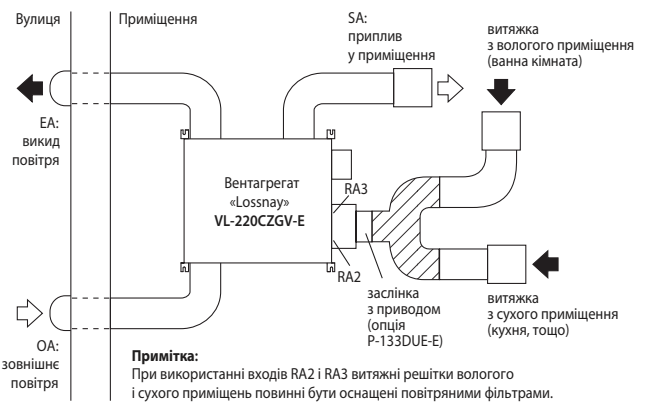 Вулиця
Приміщення
SA:
приплив
у приміщення
витяжка
з вологого приміщення
(ванна кімната)
EA:
викид
повітря
Вентагрегат
«Lossnay»
VL-220CZGV-E
RA3
RA2
заслінка
з приводом
(опція
P-133DUE-E)
витяжка
з сухого приміщення
(кухня, тощо)
OA:
зовнішнє
повітря
Примітка:
При використанні входів RA2 і RA3 витяжні решітки вологого
і сухого приміщень повинні бути оснащені повітряними фільтрами.